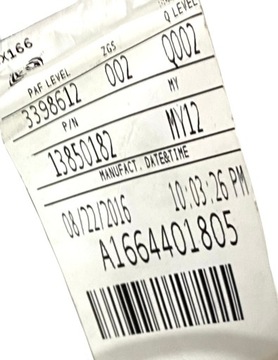 X166
PAF LEVEL ZGS Q LEVEL
3398612 002 Q002
P/N MY
13850182 MY12
MANUFACT. DATE&TIME
08/22/2016 10:03:26 PM
A1664401805